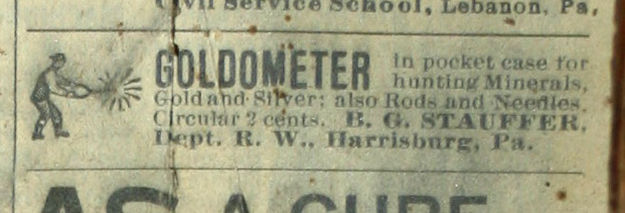 Civil Service School, Lebanon, Pa.
GOLDOMETER in pocket case for
hunting Minerals,
Gold and Silver; also Rods and Needles.
Circular 2 cents. B. G. STAUFFER,
Dept. R. W., Harrisburg, Pa.
AS A CURE